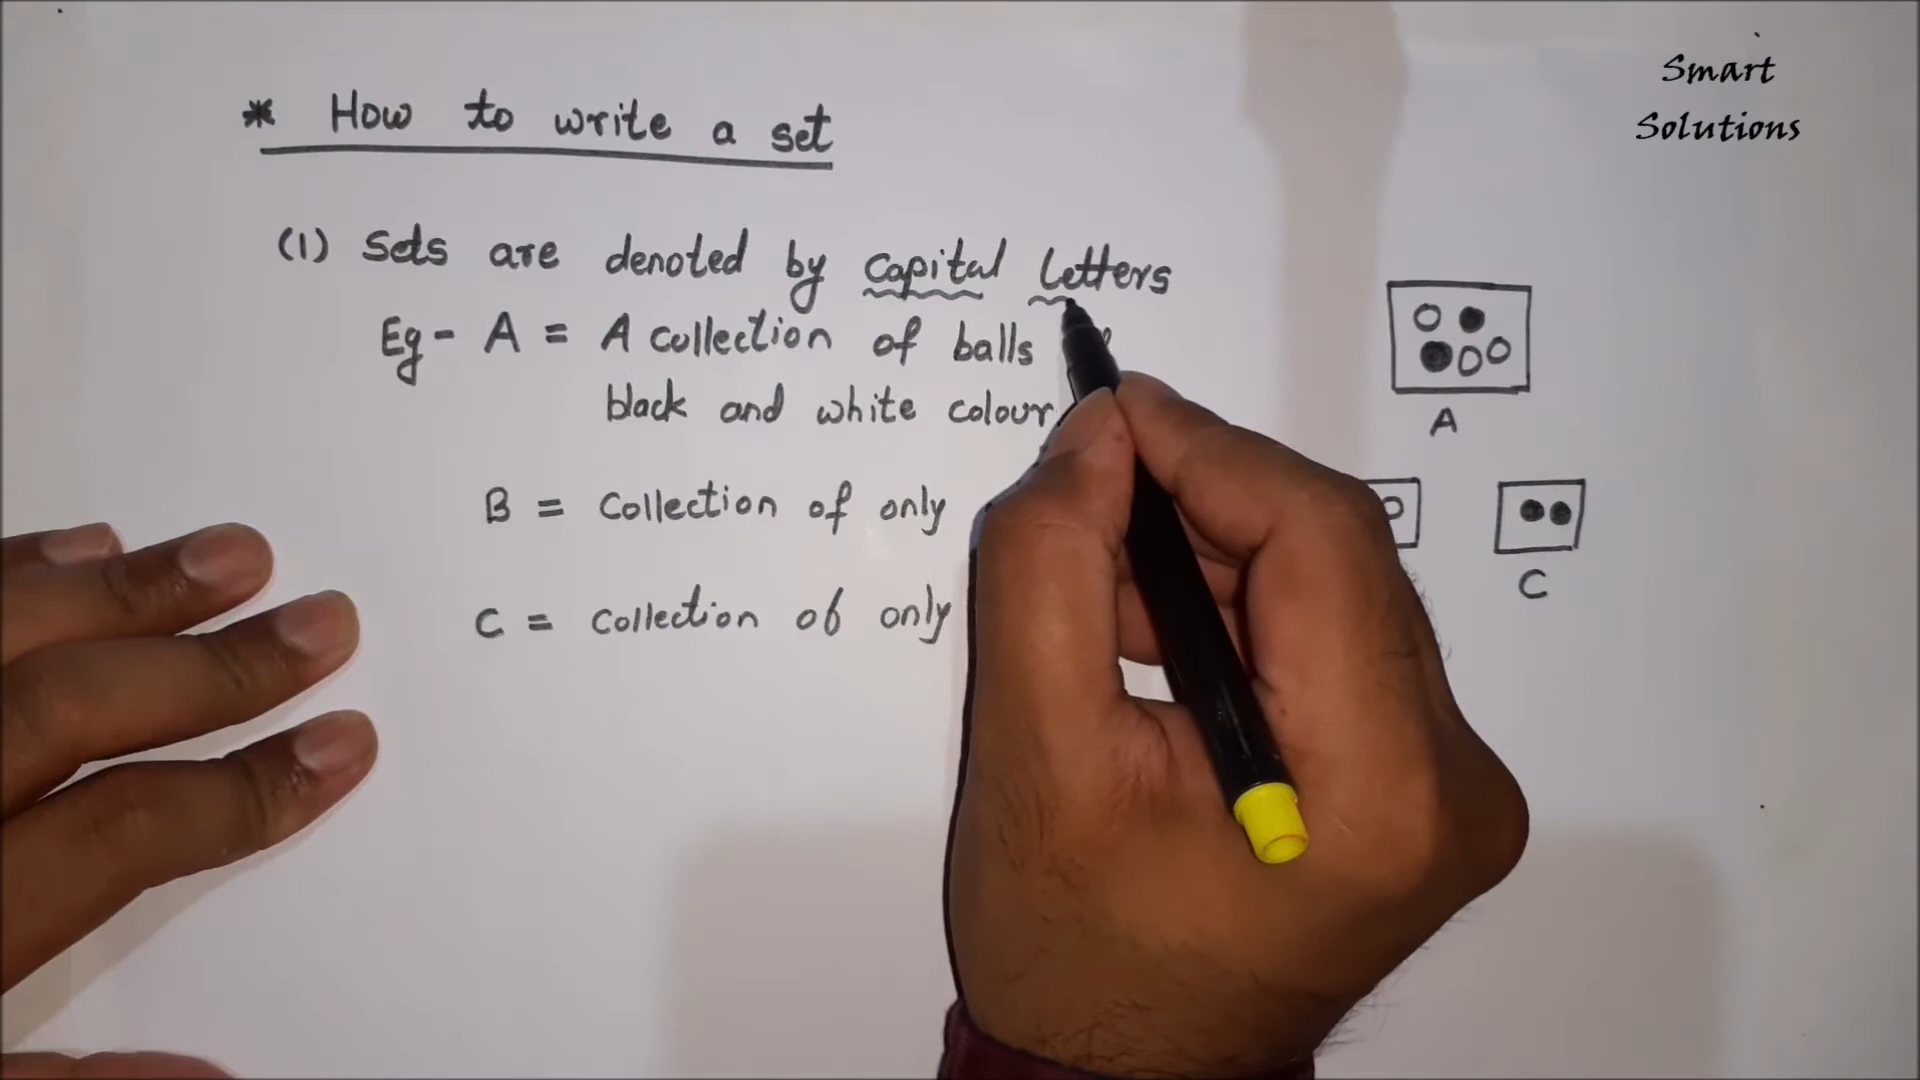 Smart
Solutions
* How to write a set
(1) Sets are denoted by capital letters
Eg - A = A collection of balls
black and white colour
A
B = Collection of only
C = Collection of only
C